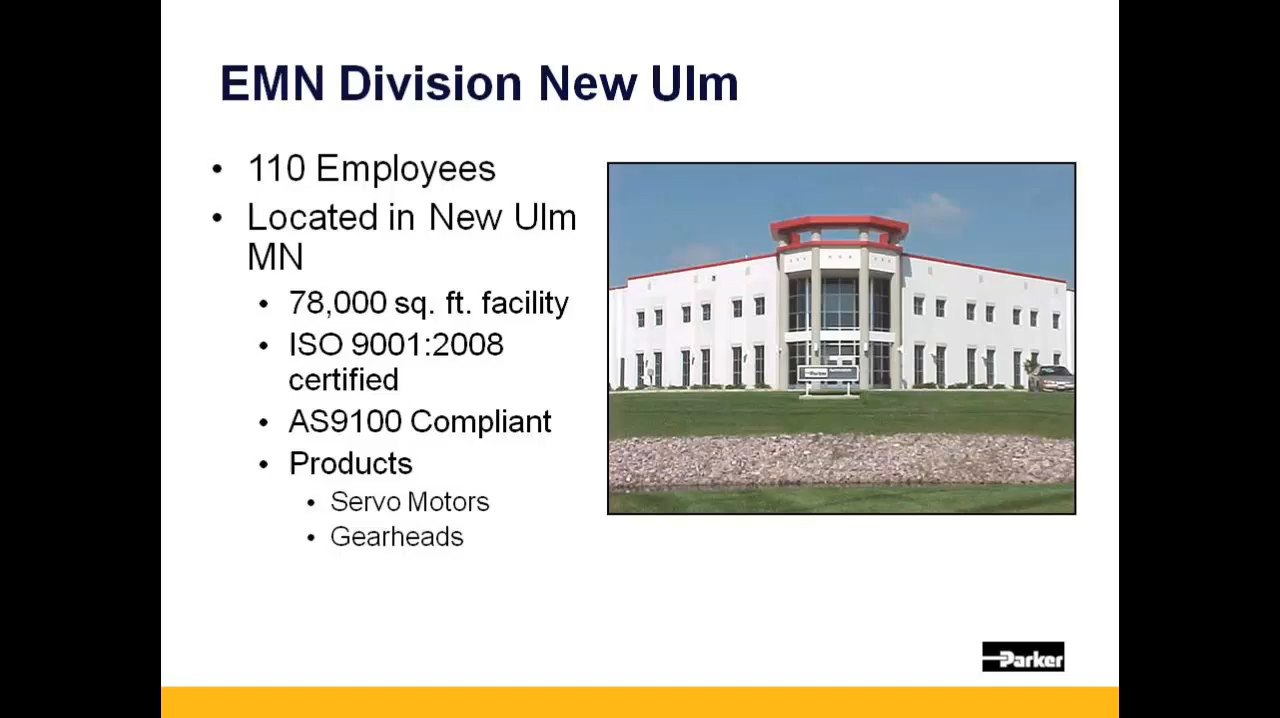 EMN Division New Ulm
• 110 Employees
• Located in New Ulm
MN
• 78,000 sq. ft. facility
• ISO 9001:2008
certified
• AS9100 Compliant
• Products
• Servo Motors
• Gearheads
Parker
Parker